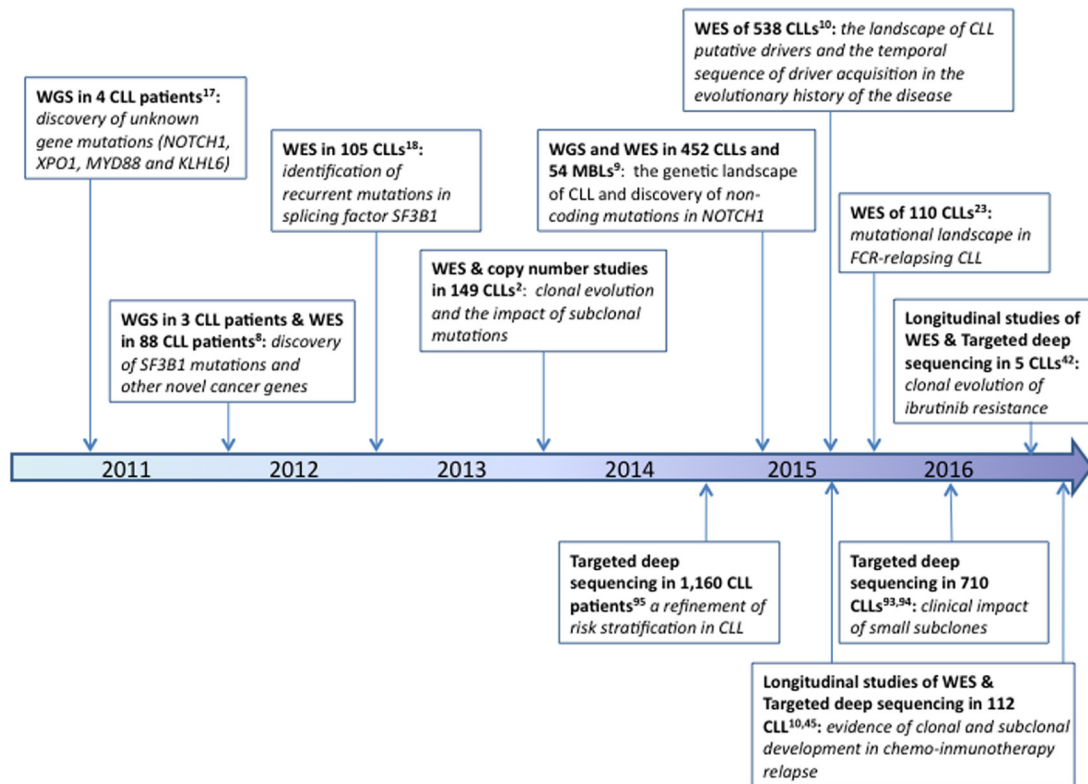 WGS in 4 CLL patients¹⁷:
discovery of unknown
gene mutations (NOTCH1,
XPO1, MYD88 and KLHL6)
WGS in 3 CLL patients & WES
in 88 CLL patients⁸: discovery
of SF3B1 mutations and
other novel cancer genes
WES in 105 CLLs¹⁸:
identification of
recurrent mutations in
splicing factor SF3B1
WES & copy number studies
in 149 CLLs²: clonal evolution
and the impact of subclonal
mutations
WGS and WES in 452 CLLs and
54 MBLs⁹: the genetic landscape
of CLL and discovery of non-
coding mutations in NOTCH1
WES of 538 CLLs¹⁰: the landscape of CLL
putative drivers and the temporal
sequence of driver acquisition in the
evolutionary history of the disease
WES of 110 CLLs²³:
mutational landscape in
FCR-relapsing CLL
Longitudinal studies of
WES & Targeted deep
sequencing in 5 CLLs⁴²:
clonal evolution of
ibrutinib resistance
2011 2012 2013 2014 2015 2016
Targeted deep
sequencing in 1,160 CLL
patients⁹⁵ a refinement of
risk stratification in CLL
Targeted deep
sequencing in 710
CLLs⁹³,⁹⁴: clinical impact
of small subclones
Longitudinal studies of WES &
Targeted deep sequencing in 112
CLL¹⁰,⁴⁵: evidence of clonal and subclonal
development in chemo-inmunotherapy
relapse